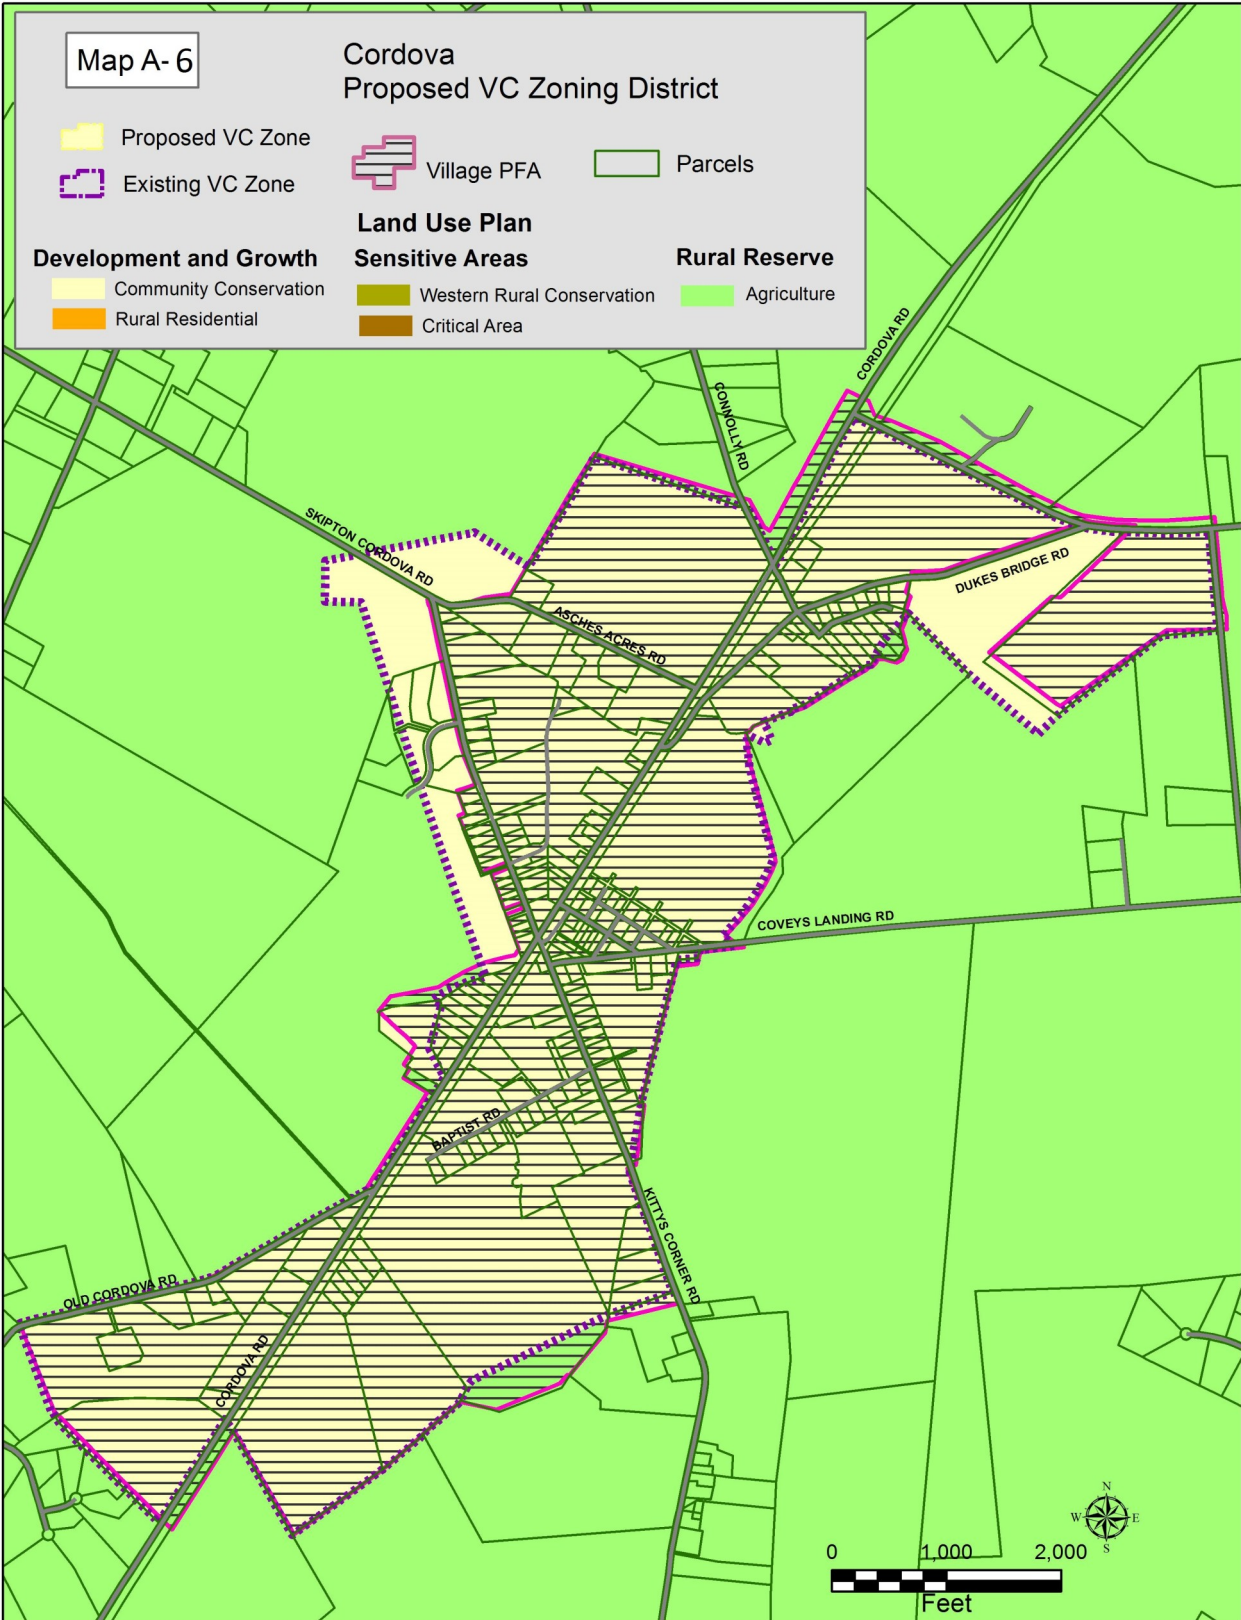 Map A-6
Cordova
Proposed VC Zoning District
Proposed VC Zone
Existing VC Zone
Village PFA
Parcels
Land Use Plan
Development and Growth
Community Conservation
Rural Residential
Sensitive Areas
Western Rural Conservation
Critical Area
Rural Reserve
Agriculture
CORDOVA RD
CONNOLLY RD
SKIPTON CORDOVA RD
DUKES BRIDGE RD
ASCHES ACRES RD
COVEYS LANDING RD
BAPTIST RD
KITTYS CORNER RD
OLD CORDOVA RD
CORDOVA RD
N
W E
S
0 1,000 2,000
Feet